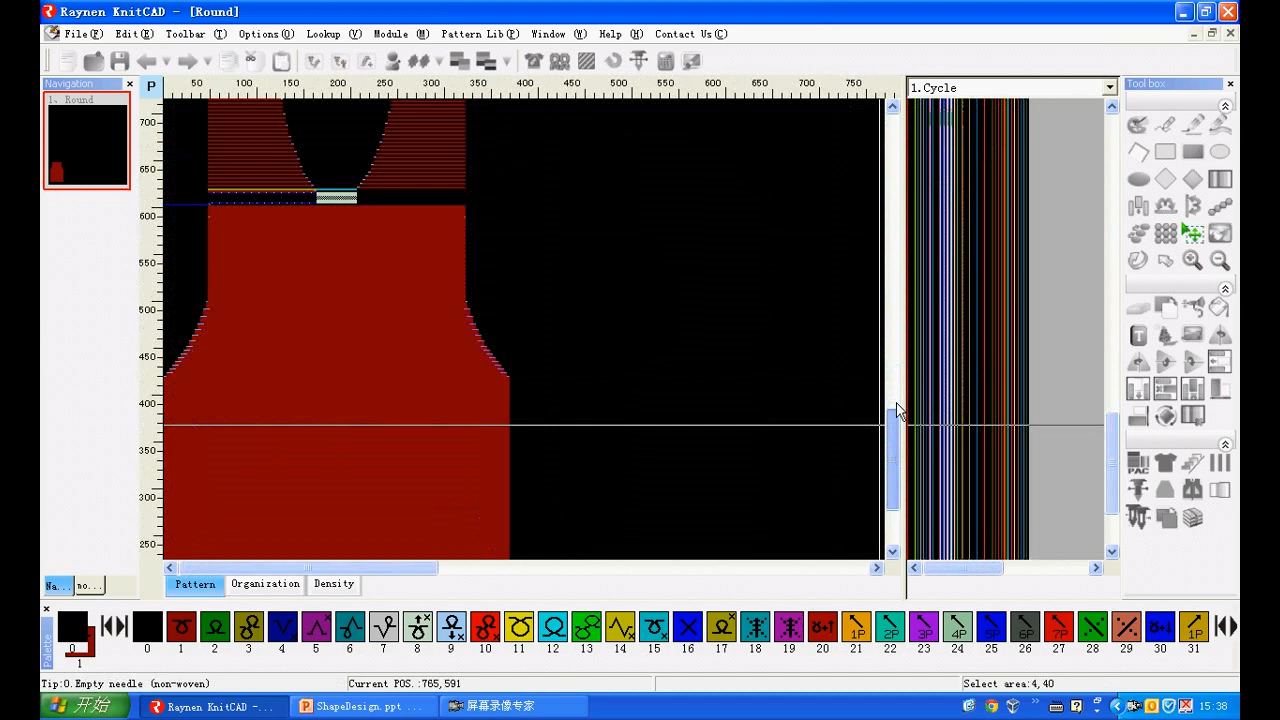 Raynen KnitCAD - [Round]
File(F) Edit(E) Toolbar (T) Options(O) Lookup (V) Module (M) Pattern Lib(P) Window (W) Help (H) Contact Us(C)
Navigation
P
50 100 150 200 250 300 350 400 450 500 550 600 650 700 750
1.Cycle
Tool box
1、Round
700
650
600
550
500
450
400
350
300
250
T
PAC
Na... mo...
Pattern Organization Density
Palette
1P 2P 3P 4P 5P 6P 7P 1P
0 0 1 2 3 4 5 6 7 8 9 10 11 12 13 14 15 16 17 18 19 20 21 22 23 24 25 26 27 28 29 30 31
1
Tip:0.Empty needle (non-woven) Current POS.:765,591 Select area:4,40
开始 Raynen KnitCAD -... ShapeDesign.ppt ... 屏幕录像专家 15:38